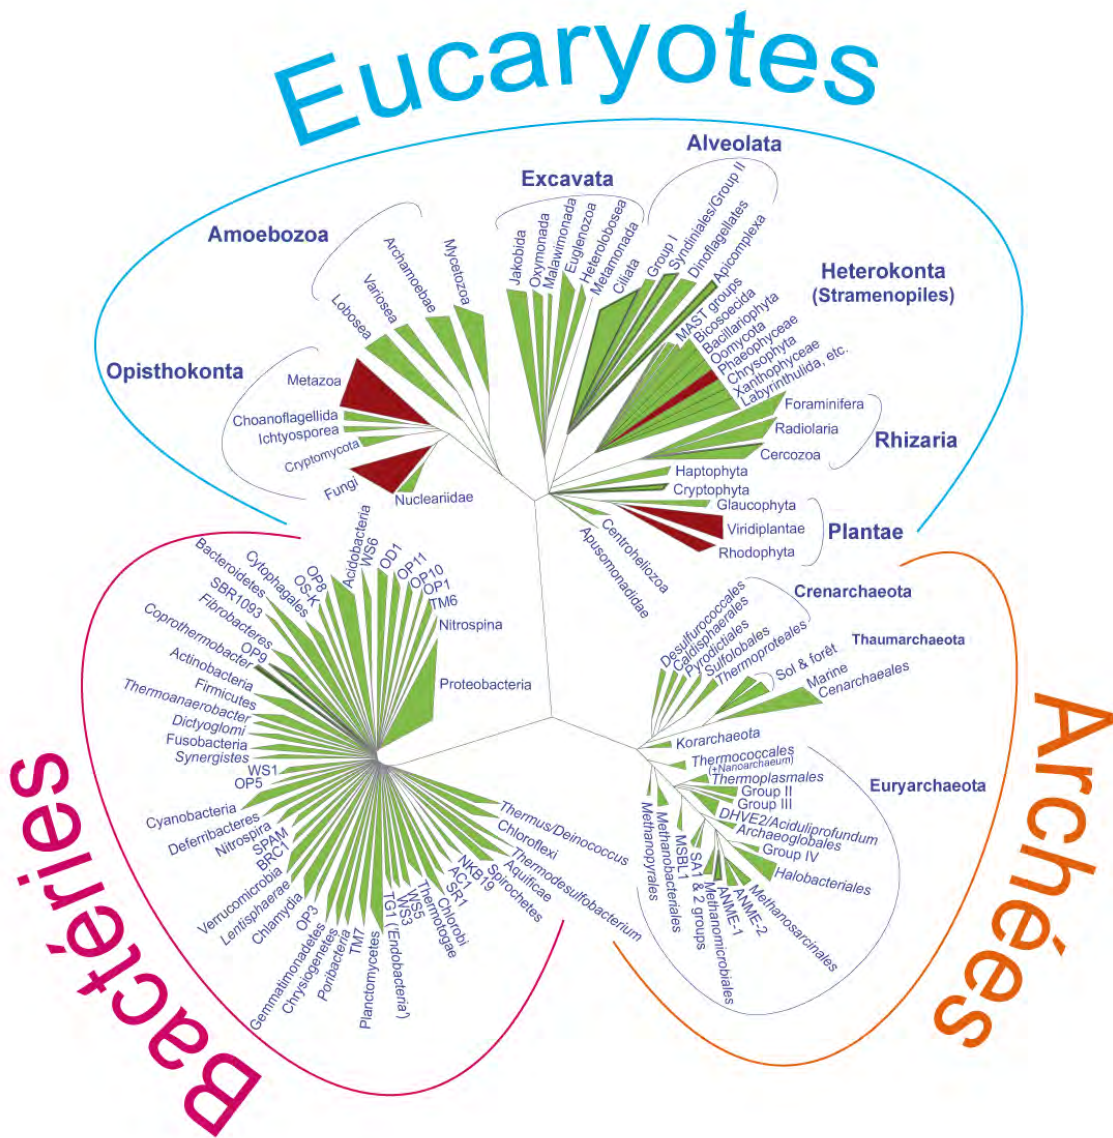 Eucaryotes
Alveolata
Excavata
Amoebozoa
Heterokonta
(Stramenopiles)
Opisthokonta
Rhizaria
Plantae
Lobosea
Variosea
Archamoebae
Mycetozoa
Jakobida
Oxymonada
Malawimonada
Euglenozoa
Heterolobosea
Metamonada
Ciliata
Group I
Syndiniales/Group II
Dinoflagellates
Apicomplexa
MAST groups
Bicosoecida
Bacillariophyta
Oomycota
Phaeophyceae
Chrysophyta
Xanthophyceae
Labyrinthulida, etc.
Foraminifera
Radiolaria
Cercozoa
Haptophyta
Cryptophyta
Glaucophyta
Viridiplantae
Rhodophyta
Centroheliozoa
Apusomonadidae
Metazoa
Choanoflagellida
Ichtyosporea
Cryptomycota
Fungi
Nucleariidae
Bactéries
Acidobacteria
WS6
OD1
OP11
OP10
OP1
TM6
Nitrospina
Proteobacteria
OP8
OS-K
Cytophagales
Bacteroidetes
SBR1093
Fibrobacteres
OP9
Coprothermobacter
Actinobacteria
Firmicutes
Thermoanaerobacter
Dictyoglomi
Fusobacteria
Synergistes
WS1
OP5
Cyanobacteria
Deferribacteres
Nitrospira
SPAM
BRC1
Verrucomicrobia
Lentisphaerae
Chlamydia
OP3
Gemmatimonadetes
Chrysiogenetes
Poribacteria
TM7
Planctomycetes
TG1 ('Endobacteria')
WS3
WS5
Thermotogae
Chlorobi
SR1
AC1
NKB19
Spirochetes
Aquificae
Thermodesulfobacterium
Chloroflexi
Thermus/Deinococcus
Archées
Crenarchaeota
Thaumarchaeota
Euryarchaeota
Desulfurococcales
Caldisphaerales
Pyrodictiales
Sulfolobales
Thermoproteales
Sol & forêt
Marine
Cenarchaeales
Korarchaeota
Thermococcales
(+Nanoarchaeum)
Thermoplasmales
Group II
Group III
DHVE2/Aciduliprofundum
Archaeoglobales
Group IV
Halobacteriales
Methanosarcinales
ANME-2
ANME-1
Methanomicrobiales
SA1 & 2 groups
MSBL1
Methanobacteriales
Methanopyrales